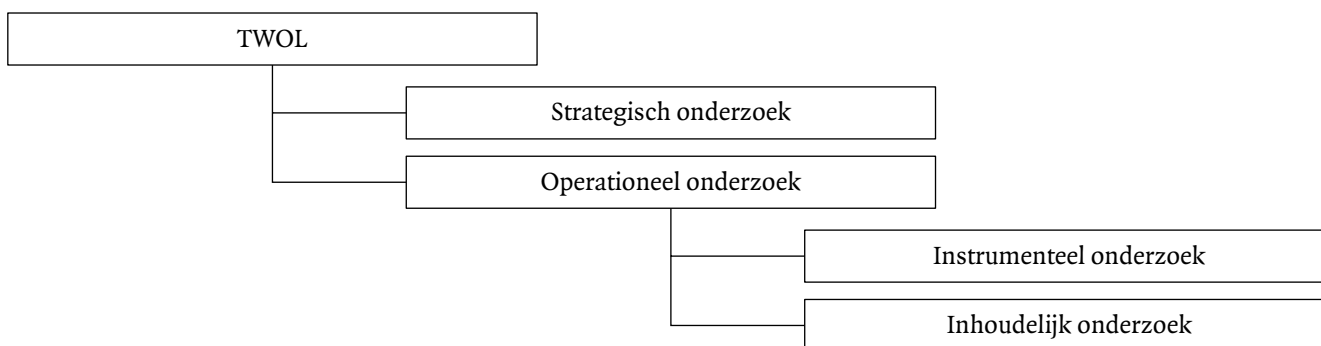 TWOL
Strategisch onderzoek
Operationeel onderzoek
Instrumenteel onderzoek
Inhoudelijk onderzoek